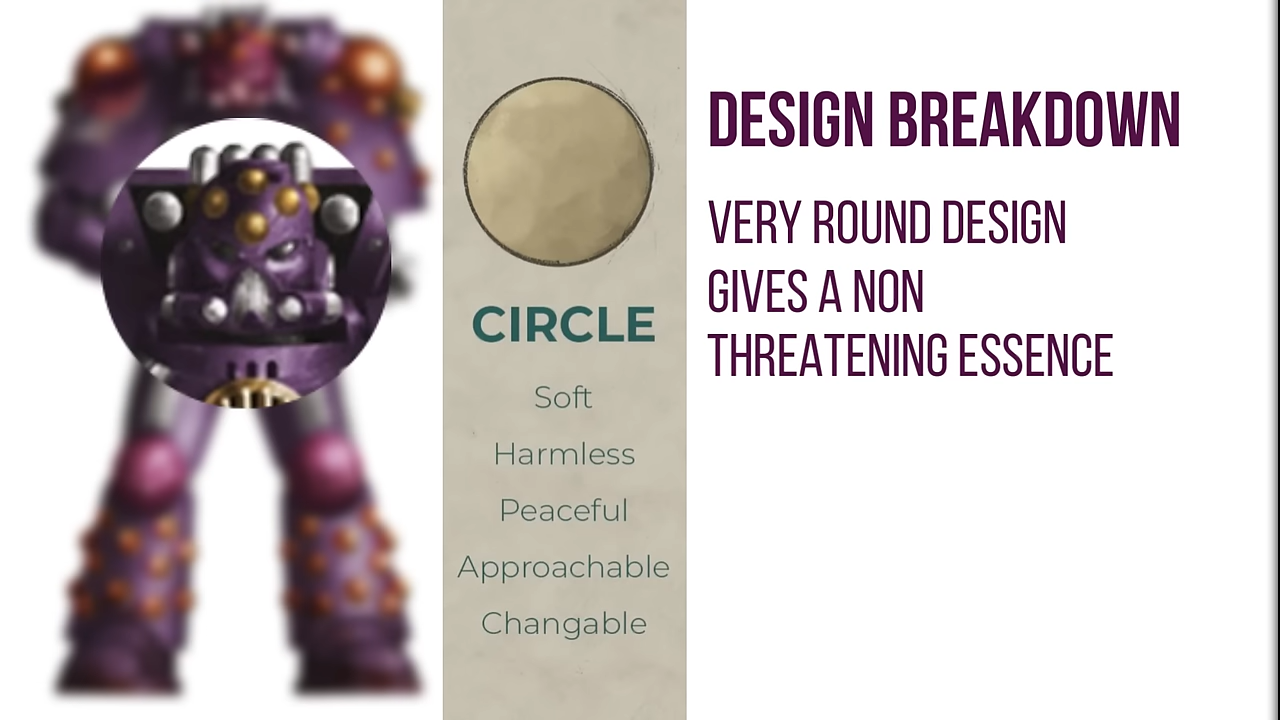 CIRCLE
Soft
Harmless
Peaceful
Approachable
Changable
DESIGN BREAKDOWN
VERY ROUND DESIGN
GIVES A NON
THREATENING ESSENCE